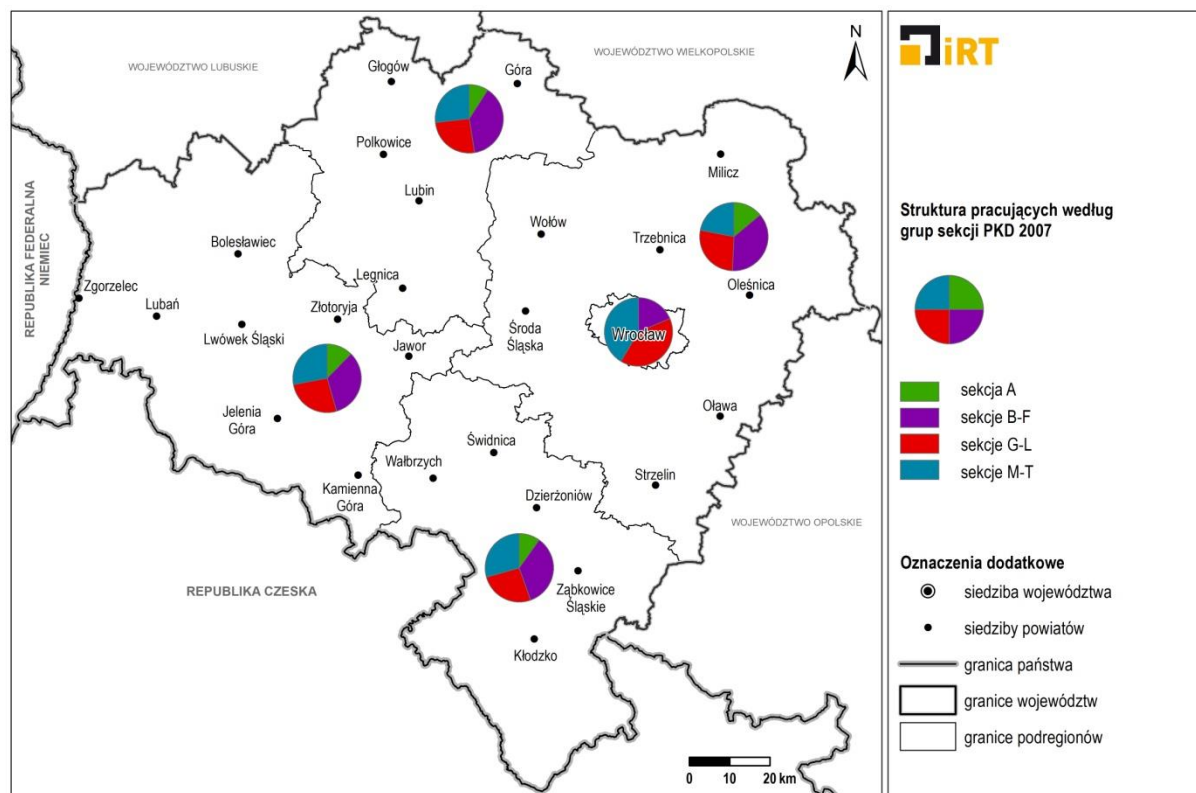 N
WOJEWÓDZTWO LUBUSKIE
WOJEWÓDZTWO WIELKOPOLSKIE
Głogów
Góra
Polkowice
Milicz
Lubin
REPUBLIKA FEDERALNA
NIEMIEC
Wołów
Trzebnica
Bolesławiec
Legnica
Zgorzelec
Oleśnica
Lubań
Złotoryja
Lwówek Śląski
Środa
Śląska
Wrocław
Jawor
Jelenia
Góra
Oława
Świdnica
Wałbrzych
Kamienna
Góra
Strzelin
Dzierżoniów
WOJEWÓDZTWO OPOLSKIE
REPUBLIKA CZESKA
Ząbkowice
Śląskie
Kłodzko
0 10 20 km
iRT
Struktura pracujących według
grup sekcji PKD 2007
sekcja A
sekcje B-F
sekcje G-L
sekcje M-T
Oznaczenia dodatkowe
siedziba województwa
siedziby powiatów
granica państwa
granice województw
granice podregionów